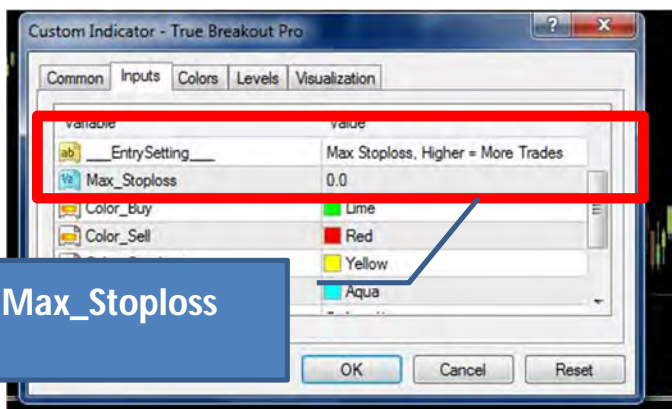 Custom Indicator - True Breakout Pro
Common Inputs Colors Levels Visualization
Variable Value
ab ___EntrySetting___ Max Stoploss, Higher = More Trades
Max_Stoploss 0.0
Color_Buy Lime
Color_Sell Red
Yellow
Max_Stoploss
Aqua
OK Cancel Reset